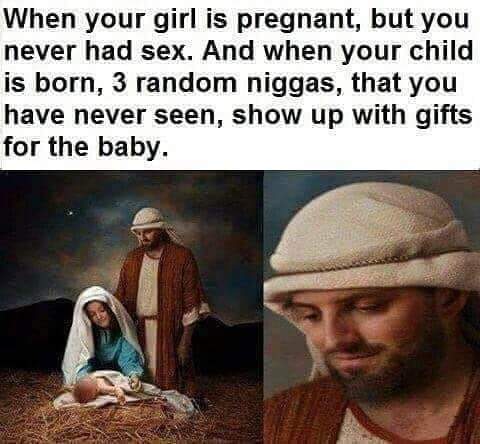 When your girl is pregnant, but you
never had sex. And when your child
is born, 3 random niggas, that you
have never seen, show up with gifts
for the baby.